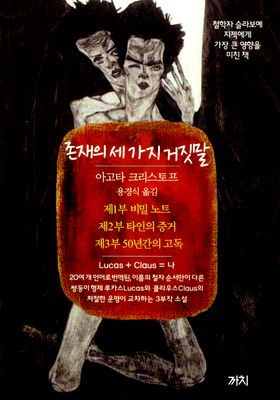 철학자 슬라보예
지젝에게
가장 큰 영향을
미친 책
존재의 세 가지 거짓말
아고타 크리스토프
용경식 옮김
제1부 비밀 노트
제2부 타인의 증거
제3부 50년간의 고독
Lucas + Claus = 나
20여 개 언어로 번역된, 이름의 철자 순서만이 다른
쌍둥이 형제 루카스Lucas와 클라우스Claus의
처절한 운명이 교차하는 3부작 소설
까치